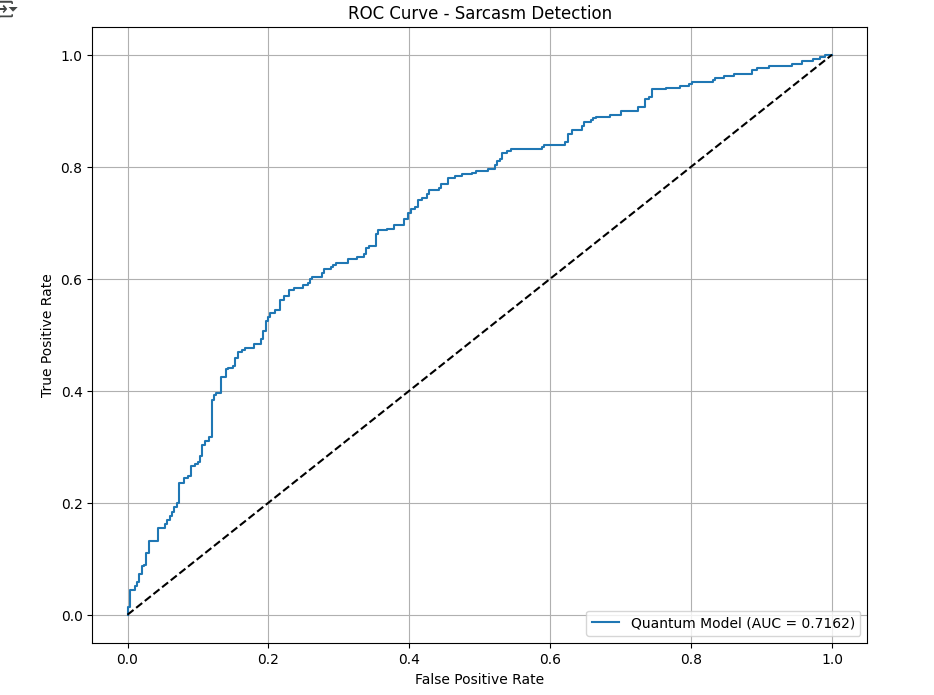 ROC Curve - Sarcasm Detection
1.0
0.8
0.6
0.4
0.2
0.0
True Positive Rate
Quantum Model (AUC = 0.7162)
0.0 0.2 0.4 0.6 0.8 1.0
False Positive Rate